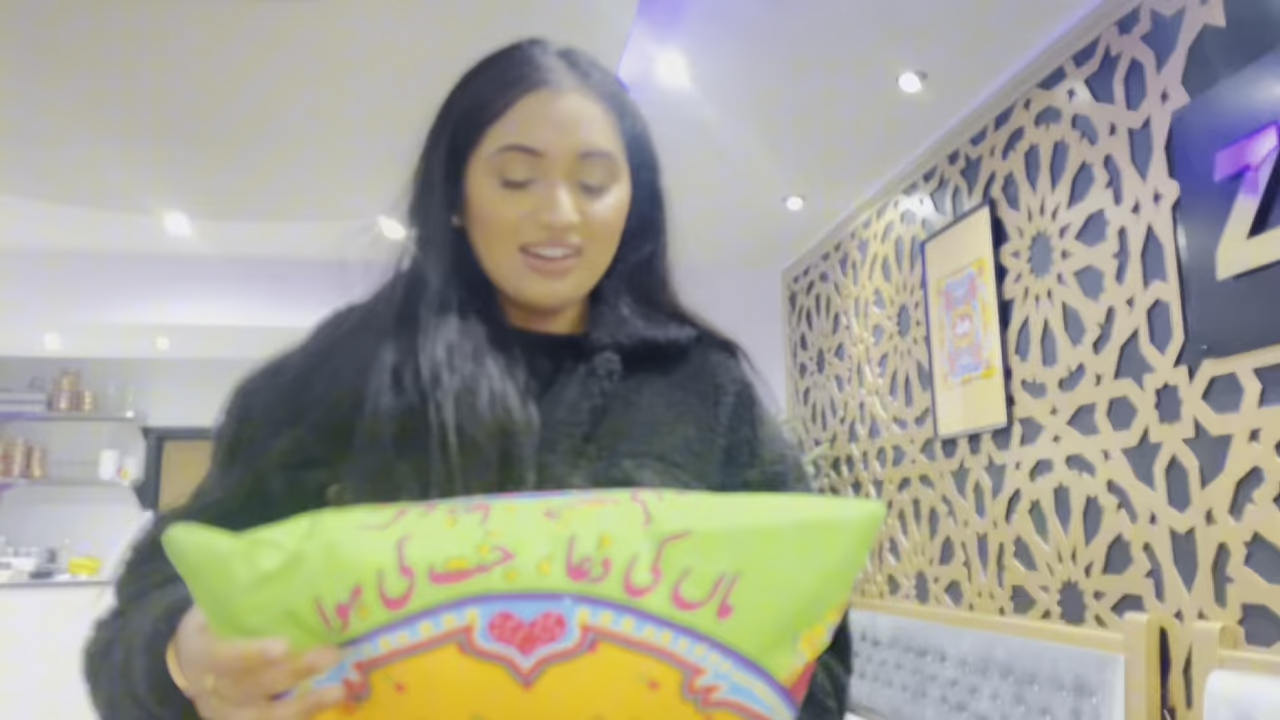 ماں کی دعا جنت کی ہوا
Z